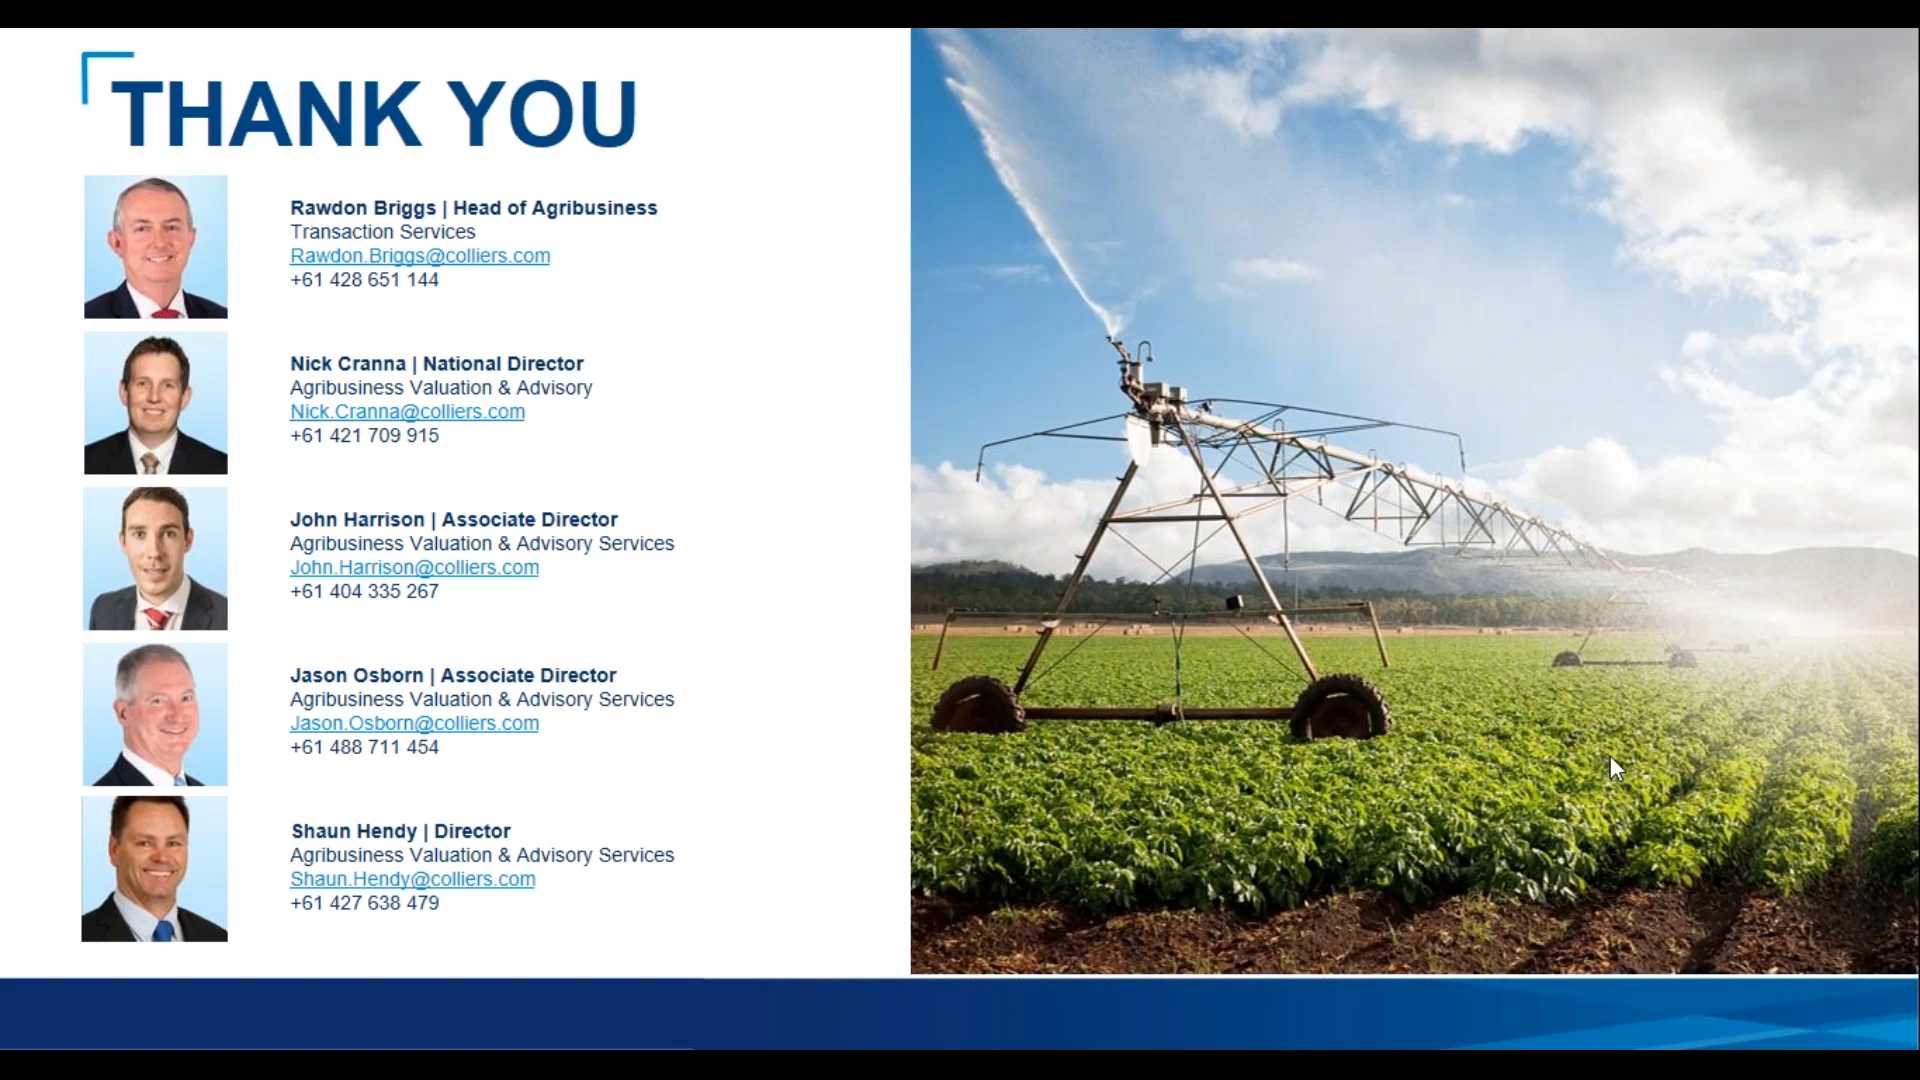 THANK YOU
Rawdon Briggs | Head of Agribusiness
Transaction Services
Rawdon.Briggs@colliers.com
+61 428 651 144
Nick Cranna | National Director
Agribusiness Valuation & Advisory
Nick.Cranna@colliers.com
+61 421 709 915
John Harrison | Associate Director
Agribusiness Valuation & Advisory Services
John.Harrison@colliers.com
+61 404 335 267
Jason Osborn | Associate Director
Agribusiness Valuation & Advisory Services
Jason.Osborn@colliers.com
+61 488 711 454
Shaun Hendy | Director
Agribusiness Valuation & Advisory Services
Shaun.Hendy@colliers.com
+61 427 638 479